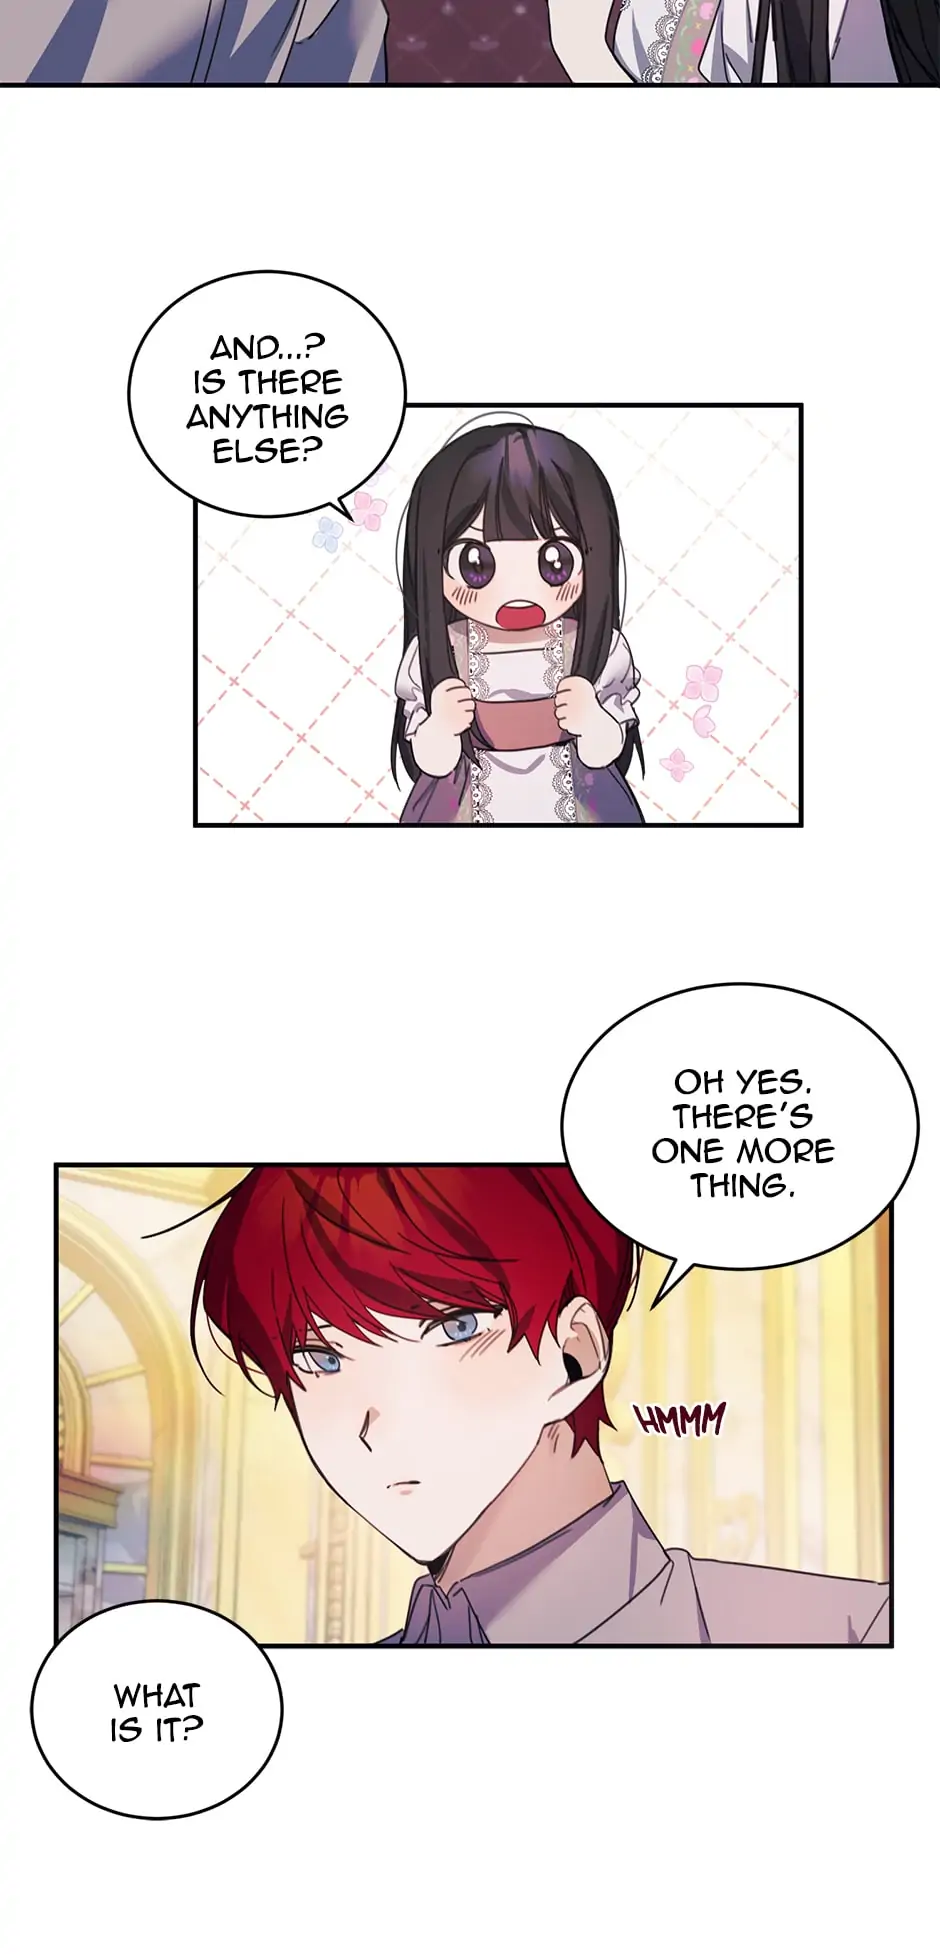 AND...?
IS THERE
ANYTHING
ELSE?
OH YES.
THERE'S
ONE MORE
THING.
HMMM
WHAT
IS IT?